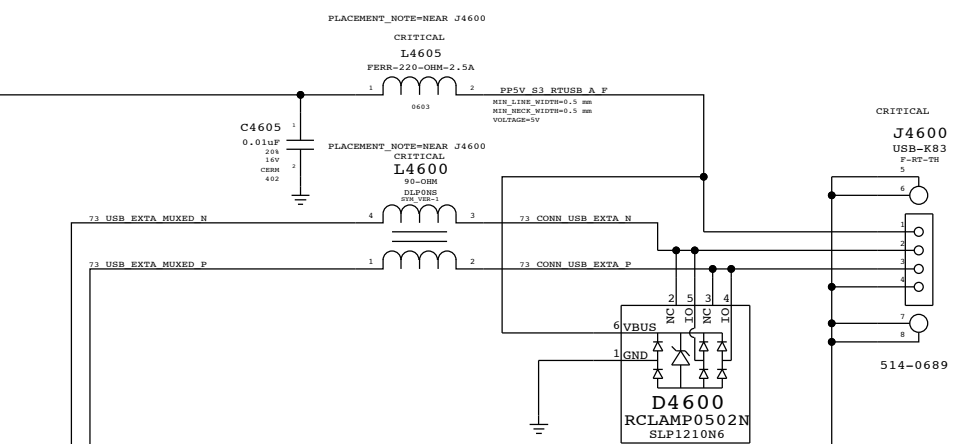 PLACEMENT_NOTE=NEAR J4600
CRITICAL
L4605
FERR-220-OHM-2.5A
1
2
0603
PP5V_S3_RTUSB_A_F
MIN_LINE_WIDTH=0.5 mm
MIN_NECK_WIDTH=0.5 mm
VOLTAGE=5V
C4605
1
0.01uF
20%
16V
CERM
402
2
PLACEMENT_NOTE=NEAR J4600
CRITICAL
L4600
90-OHM
DLP0NS
SYM_VER-1
73 USB_EXTA_MUXED_N
4
3
73 CONN_USB_EXTA_N
73 USB_EXTA_MUXED_P
1
2
73 CONN_USB_EXTA_P
CRITICAL
J4600
USB-K83
F-RT-TH
5
6
1
2
3
4
7
8
514-0689
2
5
3
4
NC
IO
NC
IO
6
VBUS
1
GND
D4600
RCLAMP0502N
SLP1210N6